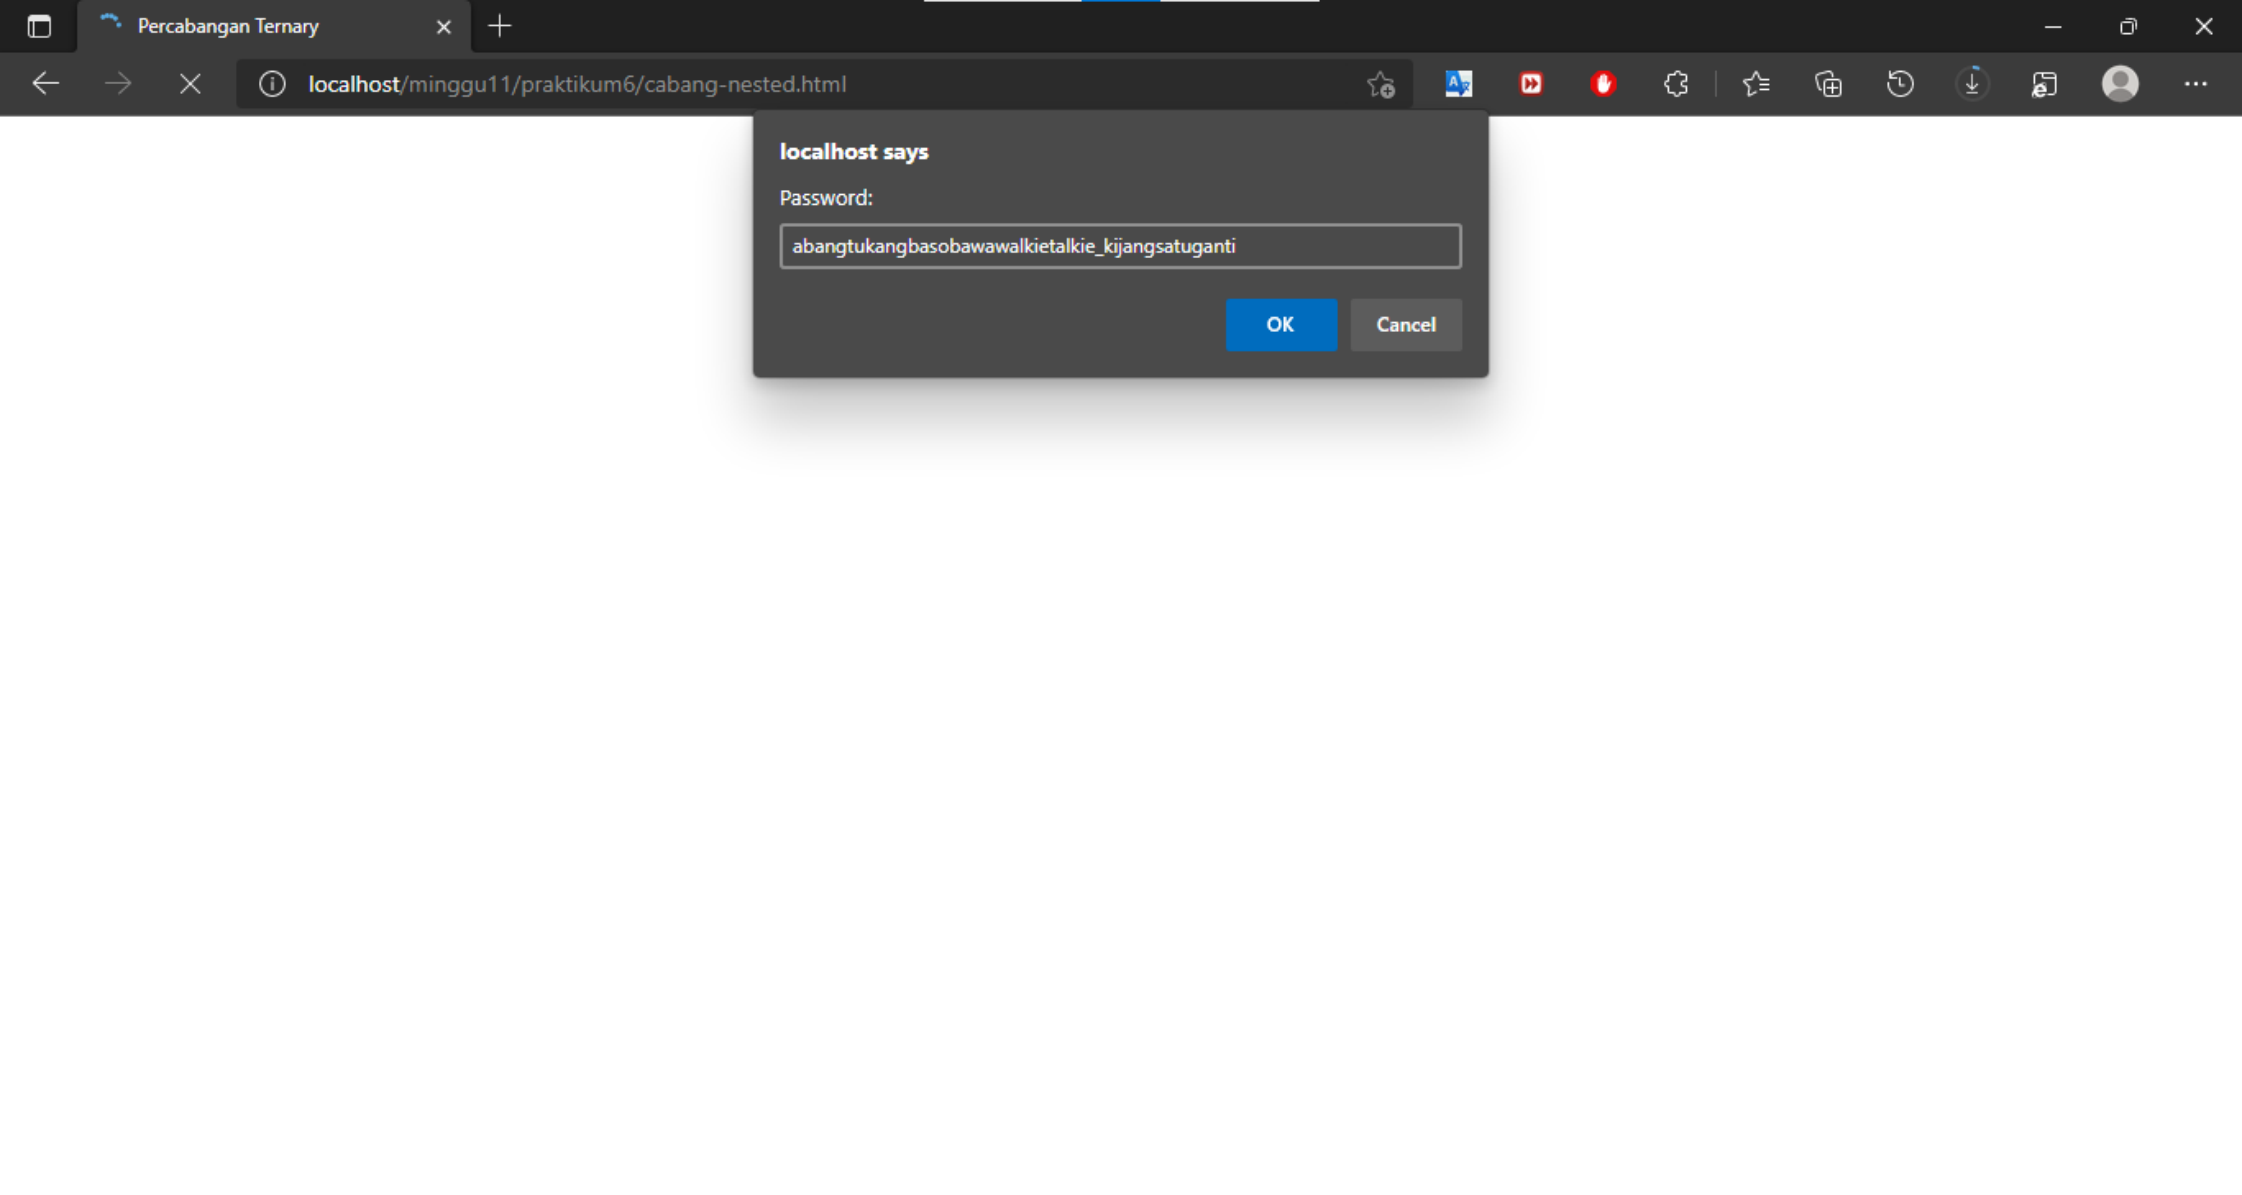 Percabangan Ternary
localhost/minggu11/praktikum6/cabang-nested.html
localhost says
Password:
abangtukangbasobawawalkietalkie_kijangsatuganti
OK
Cancel